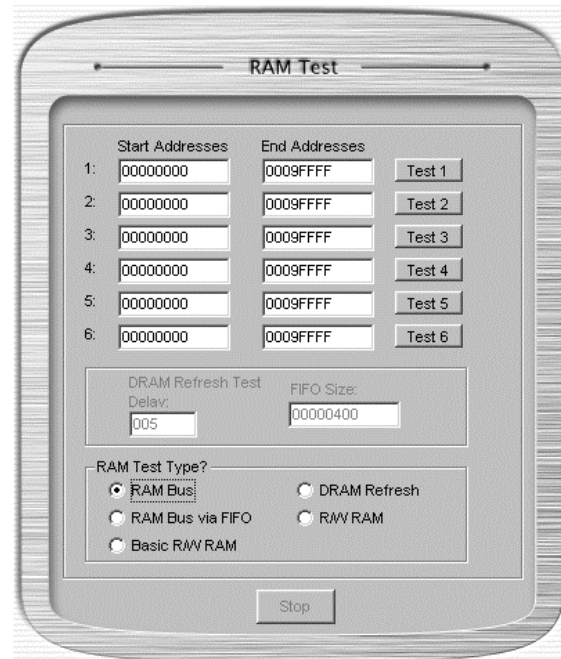 RAM Test
Start Addresses End Addresses
1: 00000000 0009FFFF Test 1
2: 00000000 0009FFFF Test 2
3: 00000000 0009FFFF Test 3
4: 00000000 0009FFFF Test 4
5: 00000000 0009FFFF Test 5
6: 00000000 0009FFFF Test 6
DRAM Refresh Test
Delay: FIFO Size:
005 00000400
RAM Test Type?
RAM Bus DRAM Refresh
RAM Bus via FIFO R/W RAM
Basic R/W RAM
Stop